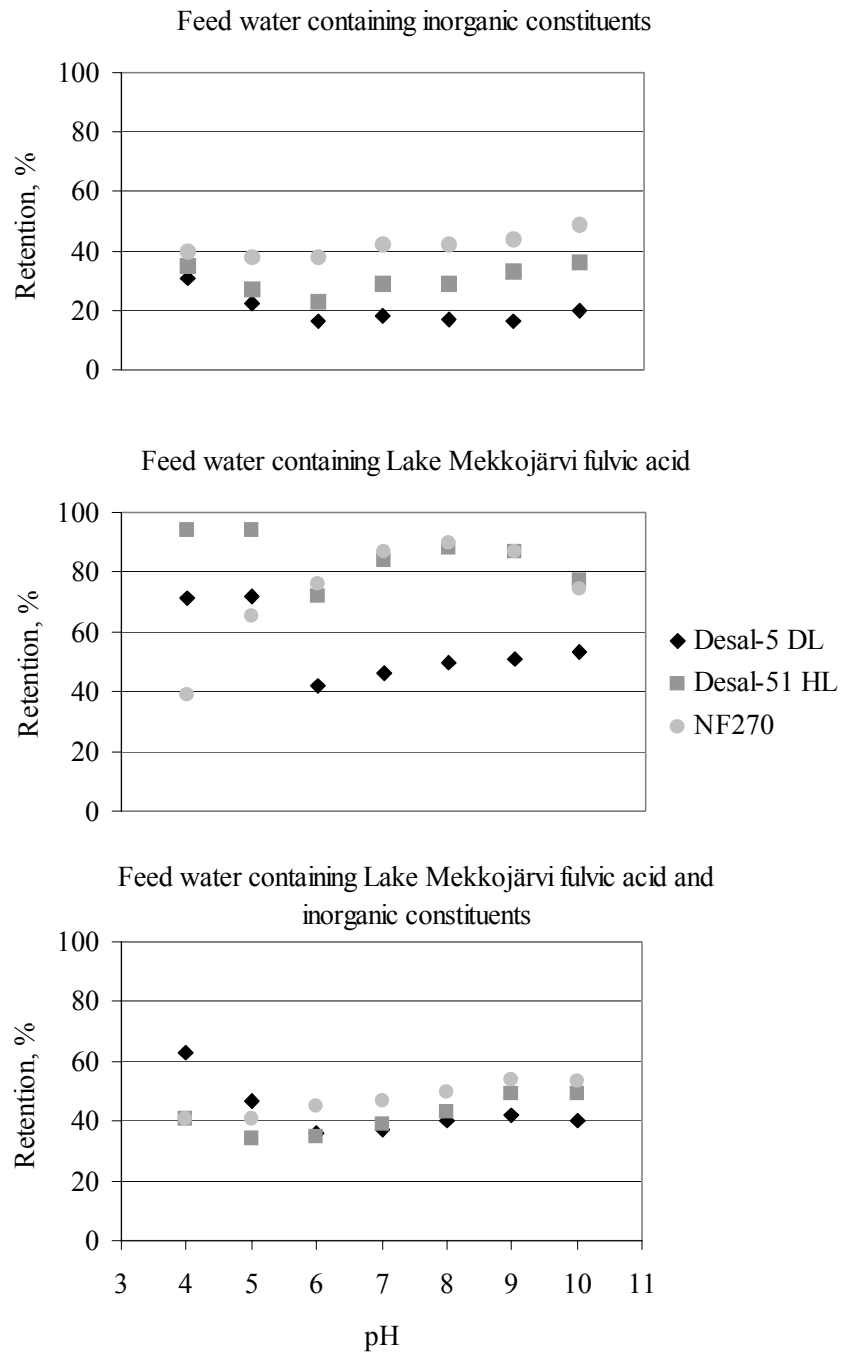 Feed water containing inorganic constituents
100
80
60
40
20
0
Retention, %
Feed water containing Lake Mekkojärvi fulvic acid
100
80
60
40
20
0
Retention, %
Desal-5 DL
Desal-51 HL
NF270
Feed water containing Lake Mekkojärvi fulvic acid and
inorganic constituents
100
80
60
40
20
0
Retention, %
3 4 5 6 7 8 9 10 11
pH